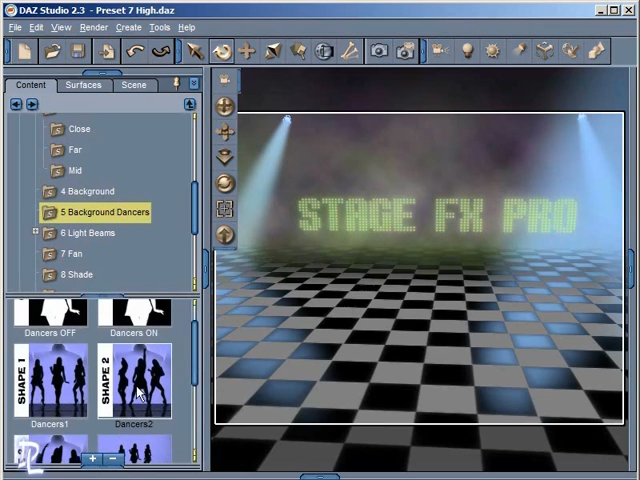 DAZ Studio 2.3 - Preset 7 High.daz
File Edit View Render Create Tools Help
Content Surfaces Scene
Close
Far
Mid
4 Background
5 Background Dancers
6 Light Beams
7 Fan
8 Shade
Dancers OFF Dancers ON
SHAPE 1
SHAPE 2
Dancers1 Dancers2
STAGE FX PRO